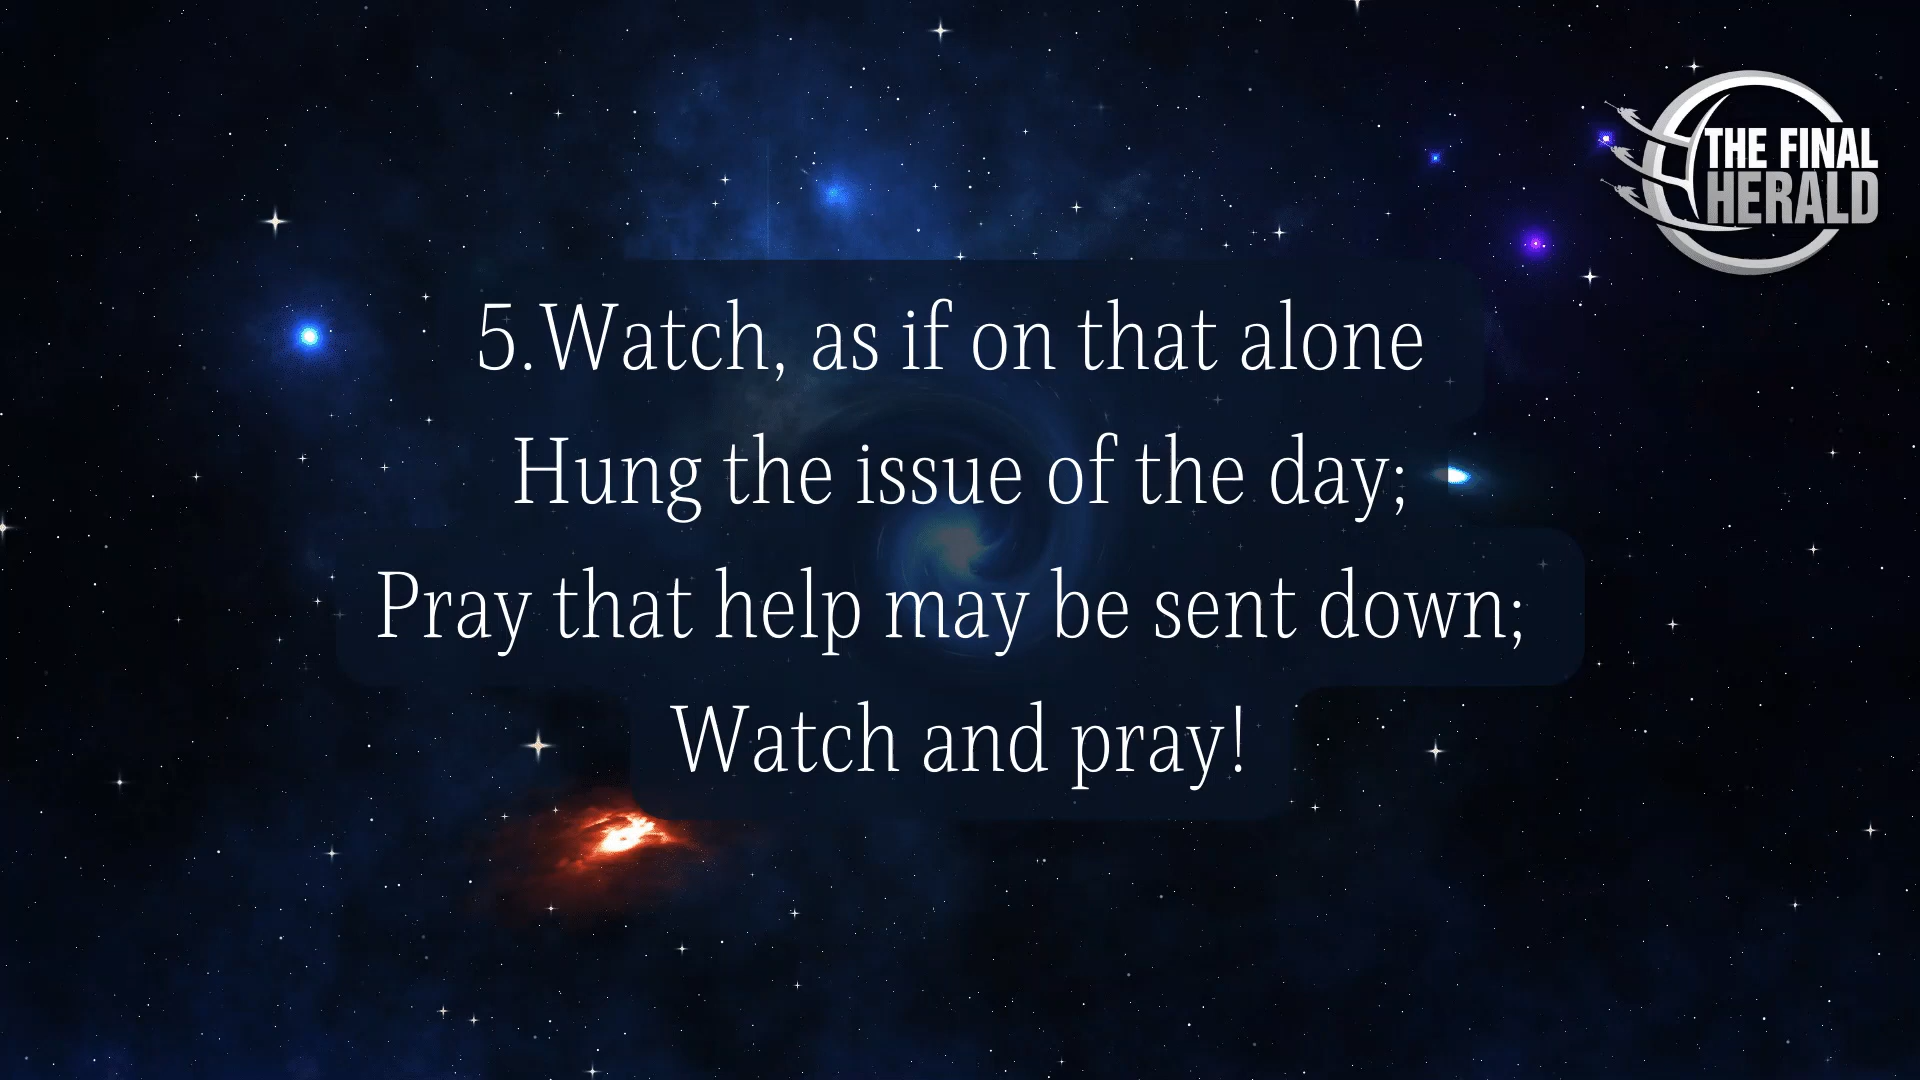 THE FINAL
HERALD
5.Watch, as if on that alone
Hung the issue of the day;
Pray that help may be sent down;
Watch and pray!